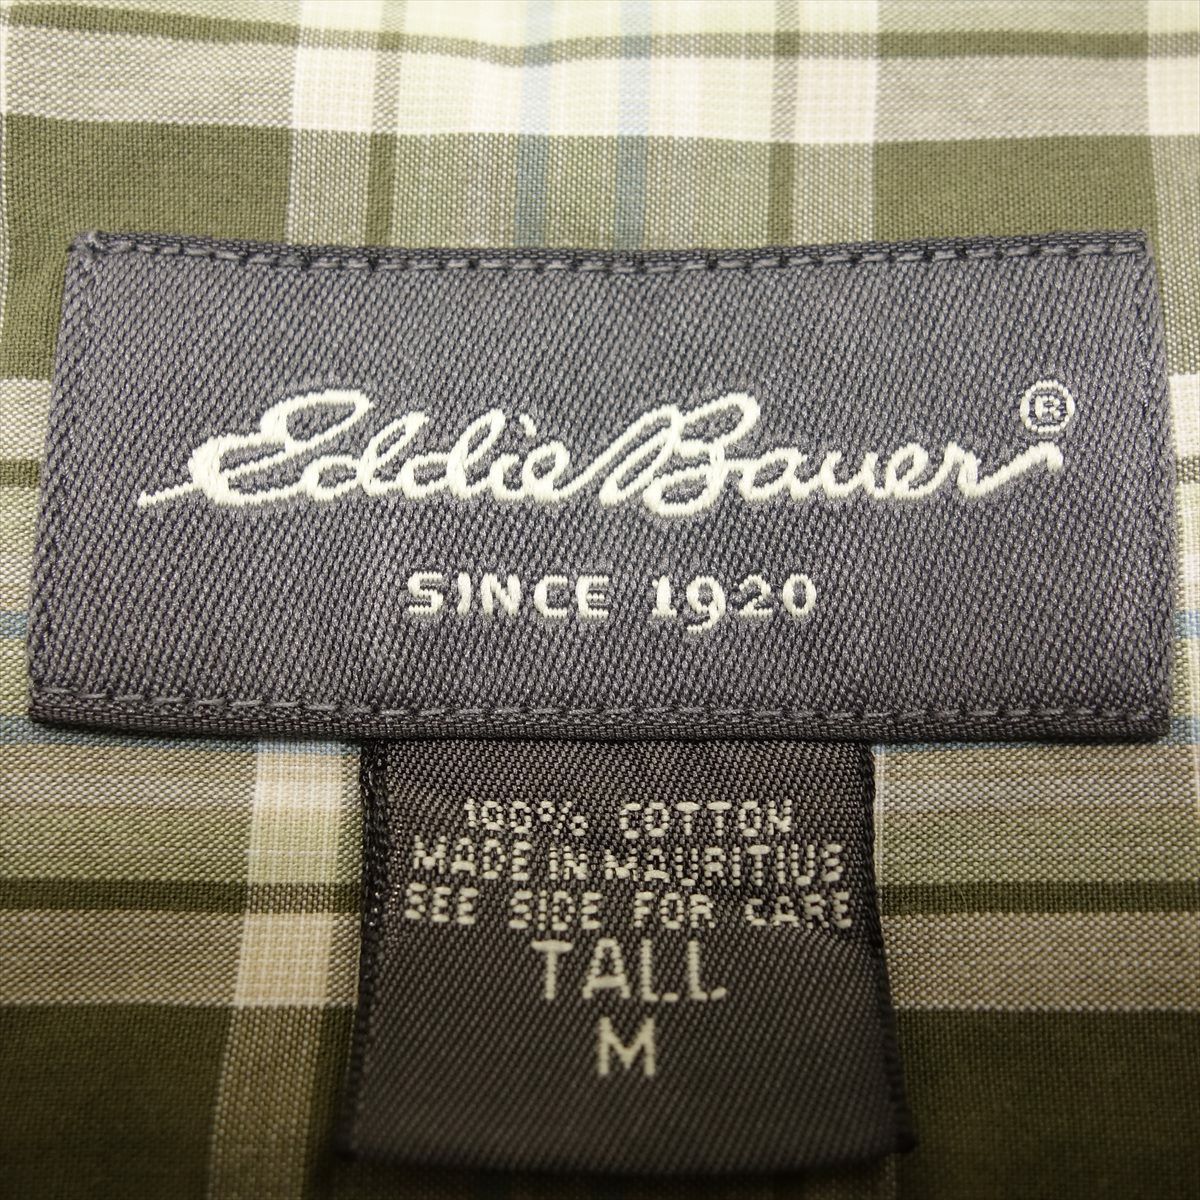 Eddie Bauer®
SINCE 1920
100% COTTON
MADE IN MAURITIUS
SEE SIDE FOR CARE
TALL
M